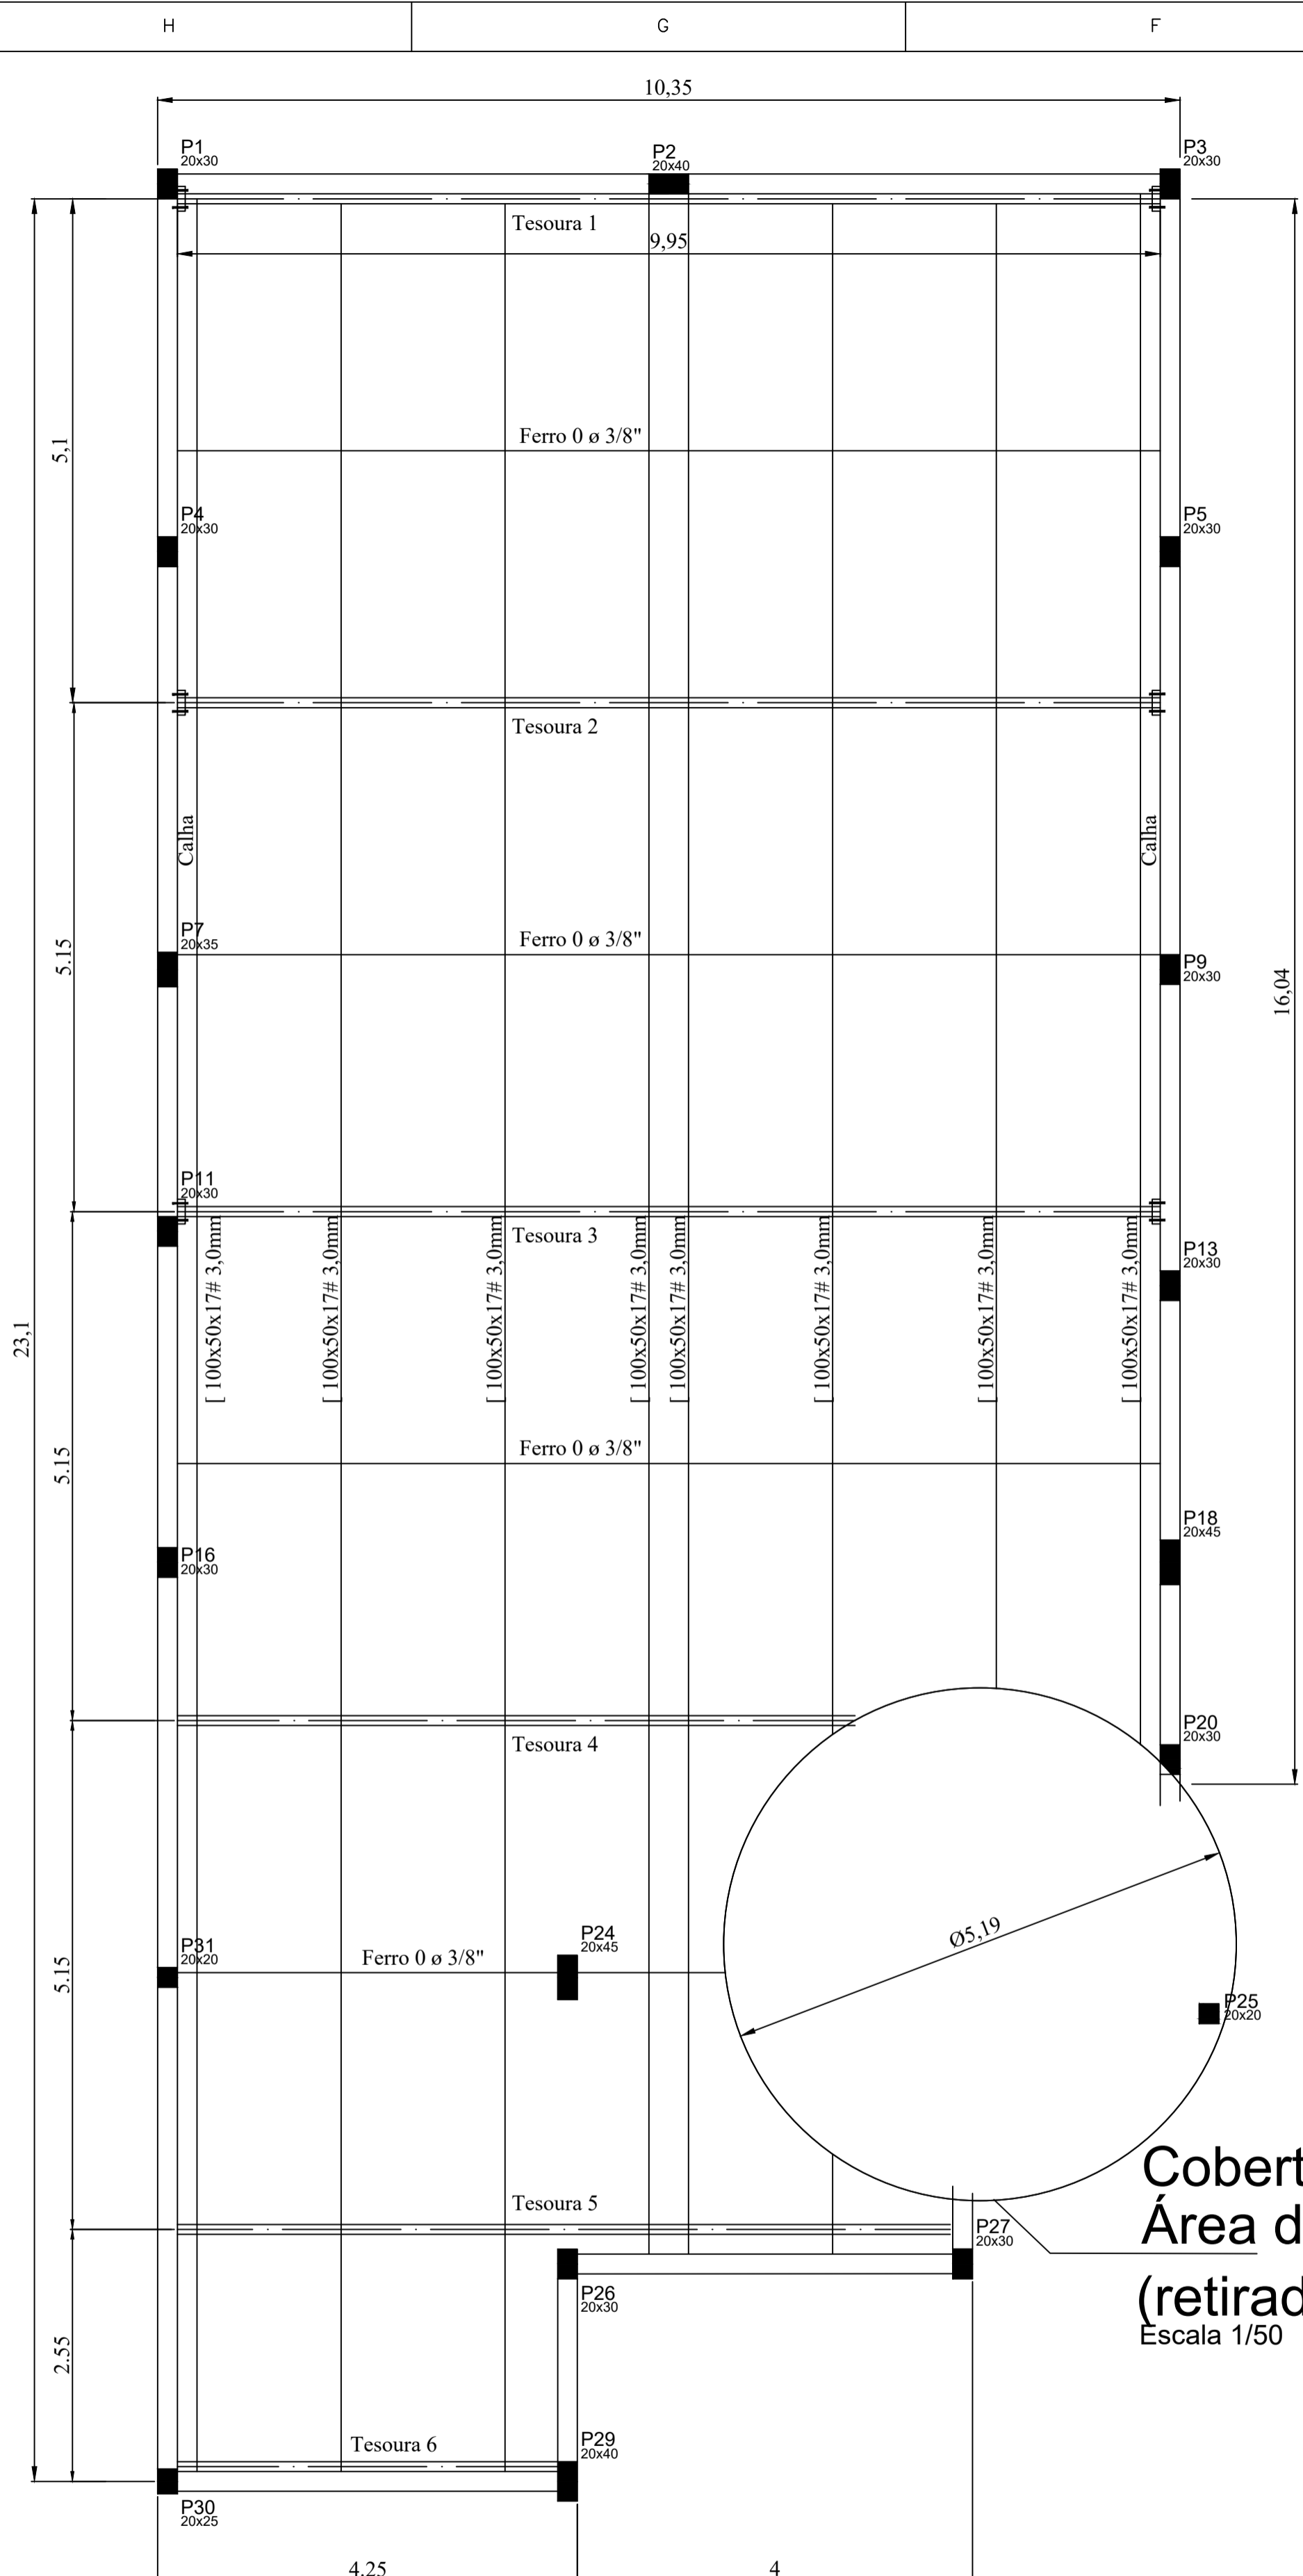 H G F
10,35
P1
20x30
P2
20x40
P3
20x30
Tesoura 1
9,95
Ferro 0 ø 3/8"
5,1
P4
20x30
P5
20x30
Tesoura 2
Calha
Calha
P7
20x35
Ferro 0 ø 3/8"
5.15
P9
20x30
16,04
P11
20x30
Tesoura 3
[ 100x50x17# 3,0mm
[ 100x50x17# 3,0mm
[ 100x50x17# 3,0mm
[ 100x50x17# 3,0mm
[ 100x50x17# 3,0mm
[ 100x50x17# 3,0mm
[ 100x50x17# 3,0mm
[ 100x50x17# 3,0mm
P13
20x30
23,1
Ferro 0 ø 3/8"
5.15
P16
20x30
P18
20x45
P20
20x30
Tesoura 4
P31
20x20
Ferro 0 ø 3/8"
P24
20x45
Ø5,19
5.15
P25
20x20
Cobert
Área d
(retirad
Escala 1/50
Tesoura 5
P27
20x30
P26
20x30
2.55
Tesoura 6
P29
20x40
P30
20x25
4.25
4